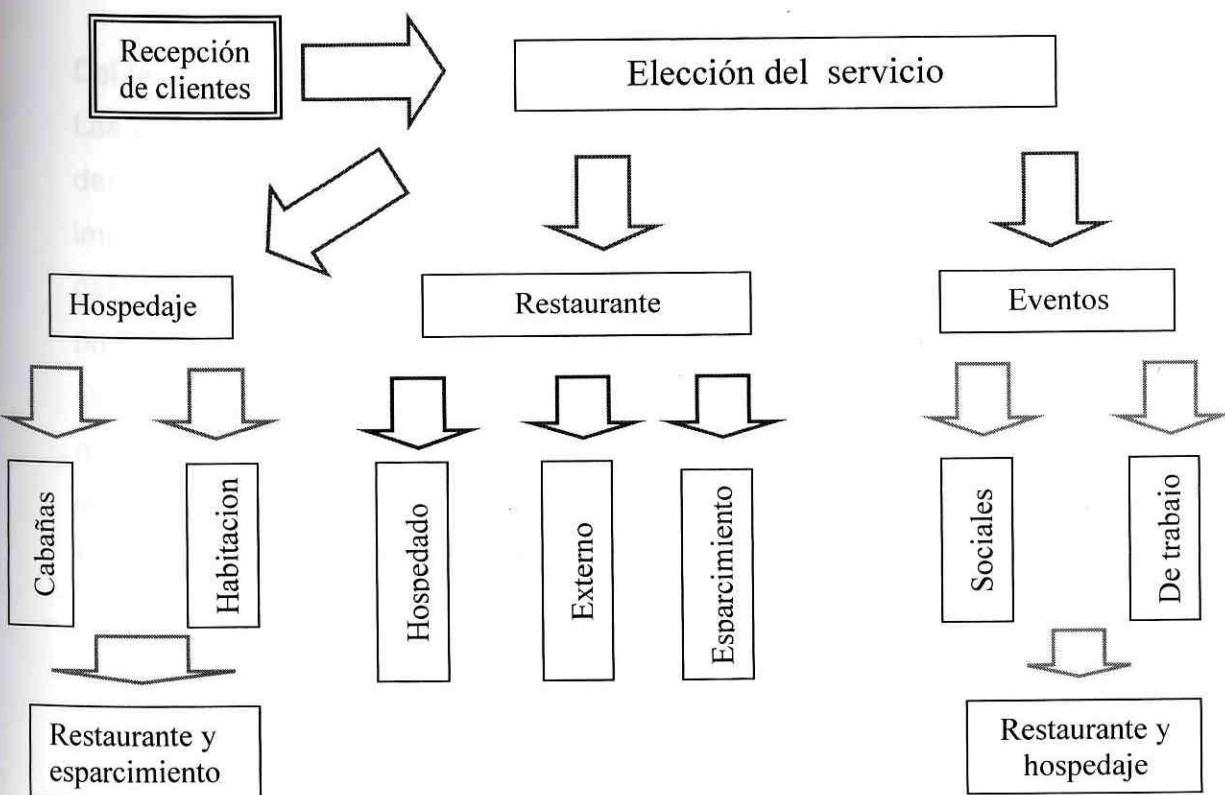 Recepción
de clientes
Elección del servicio
Hospedaje
Restaurante
Eventos
Cabañas
Habitacion
Hospedado
Externo
Esparcimiento
Sociales
De trabajo
Restaurante y
esparcimiento
Restaurante y
hospedaje